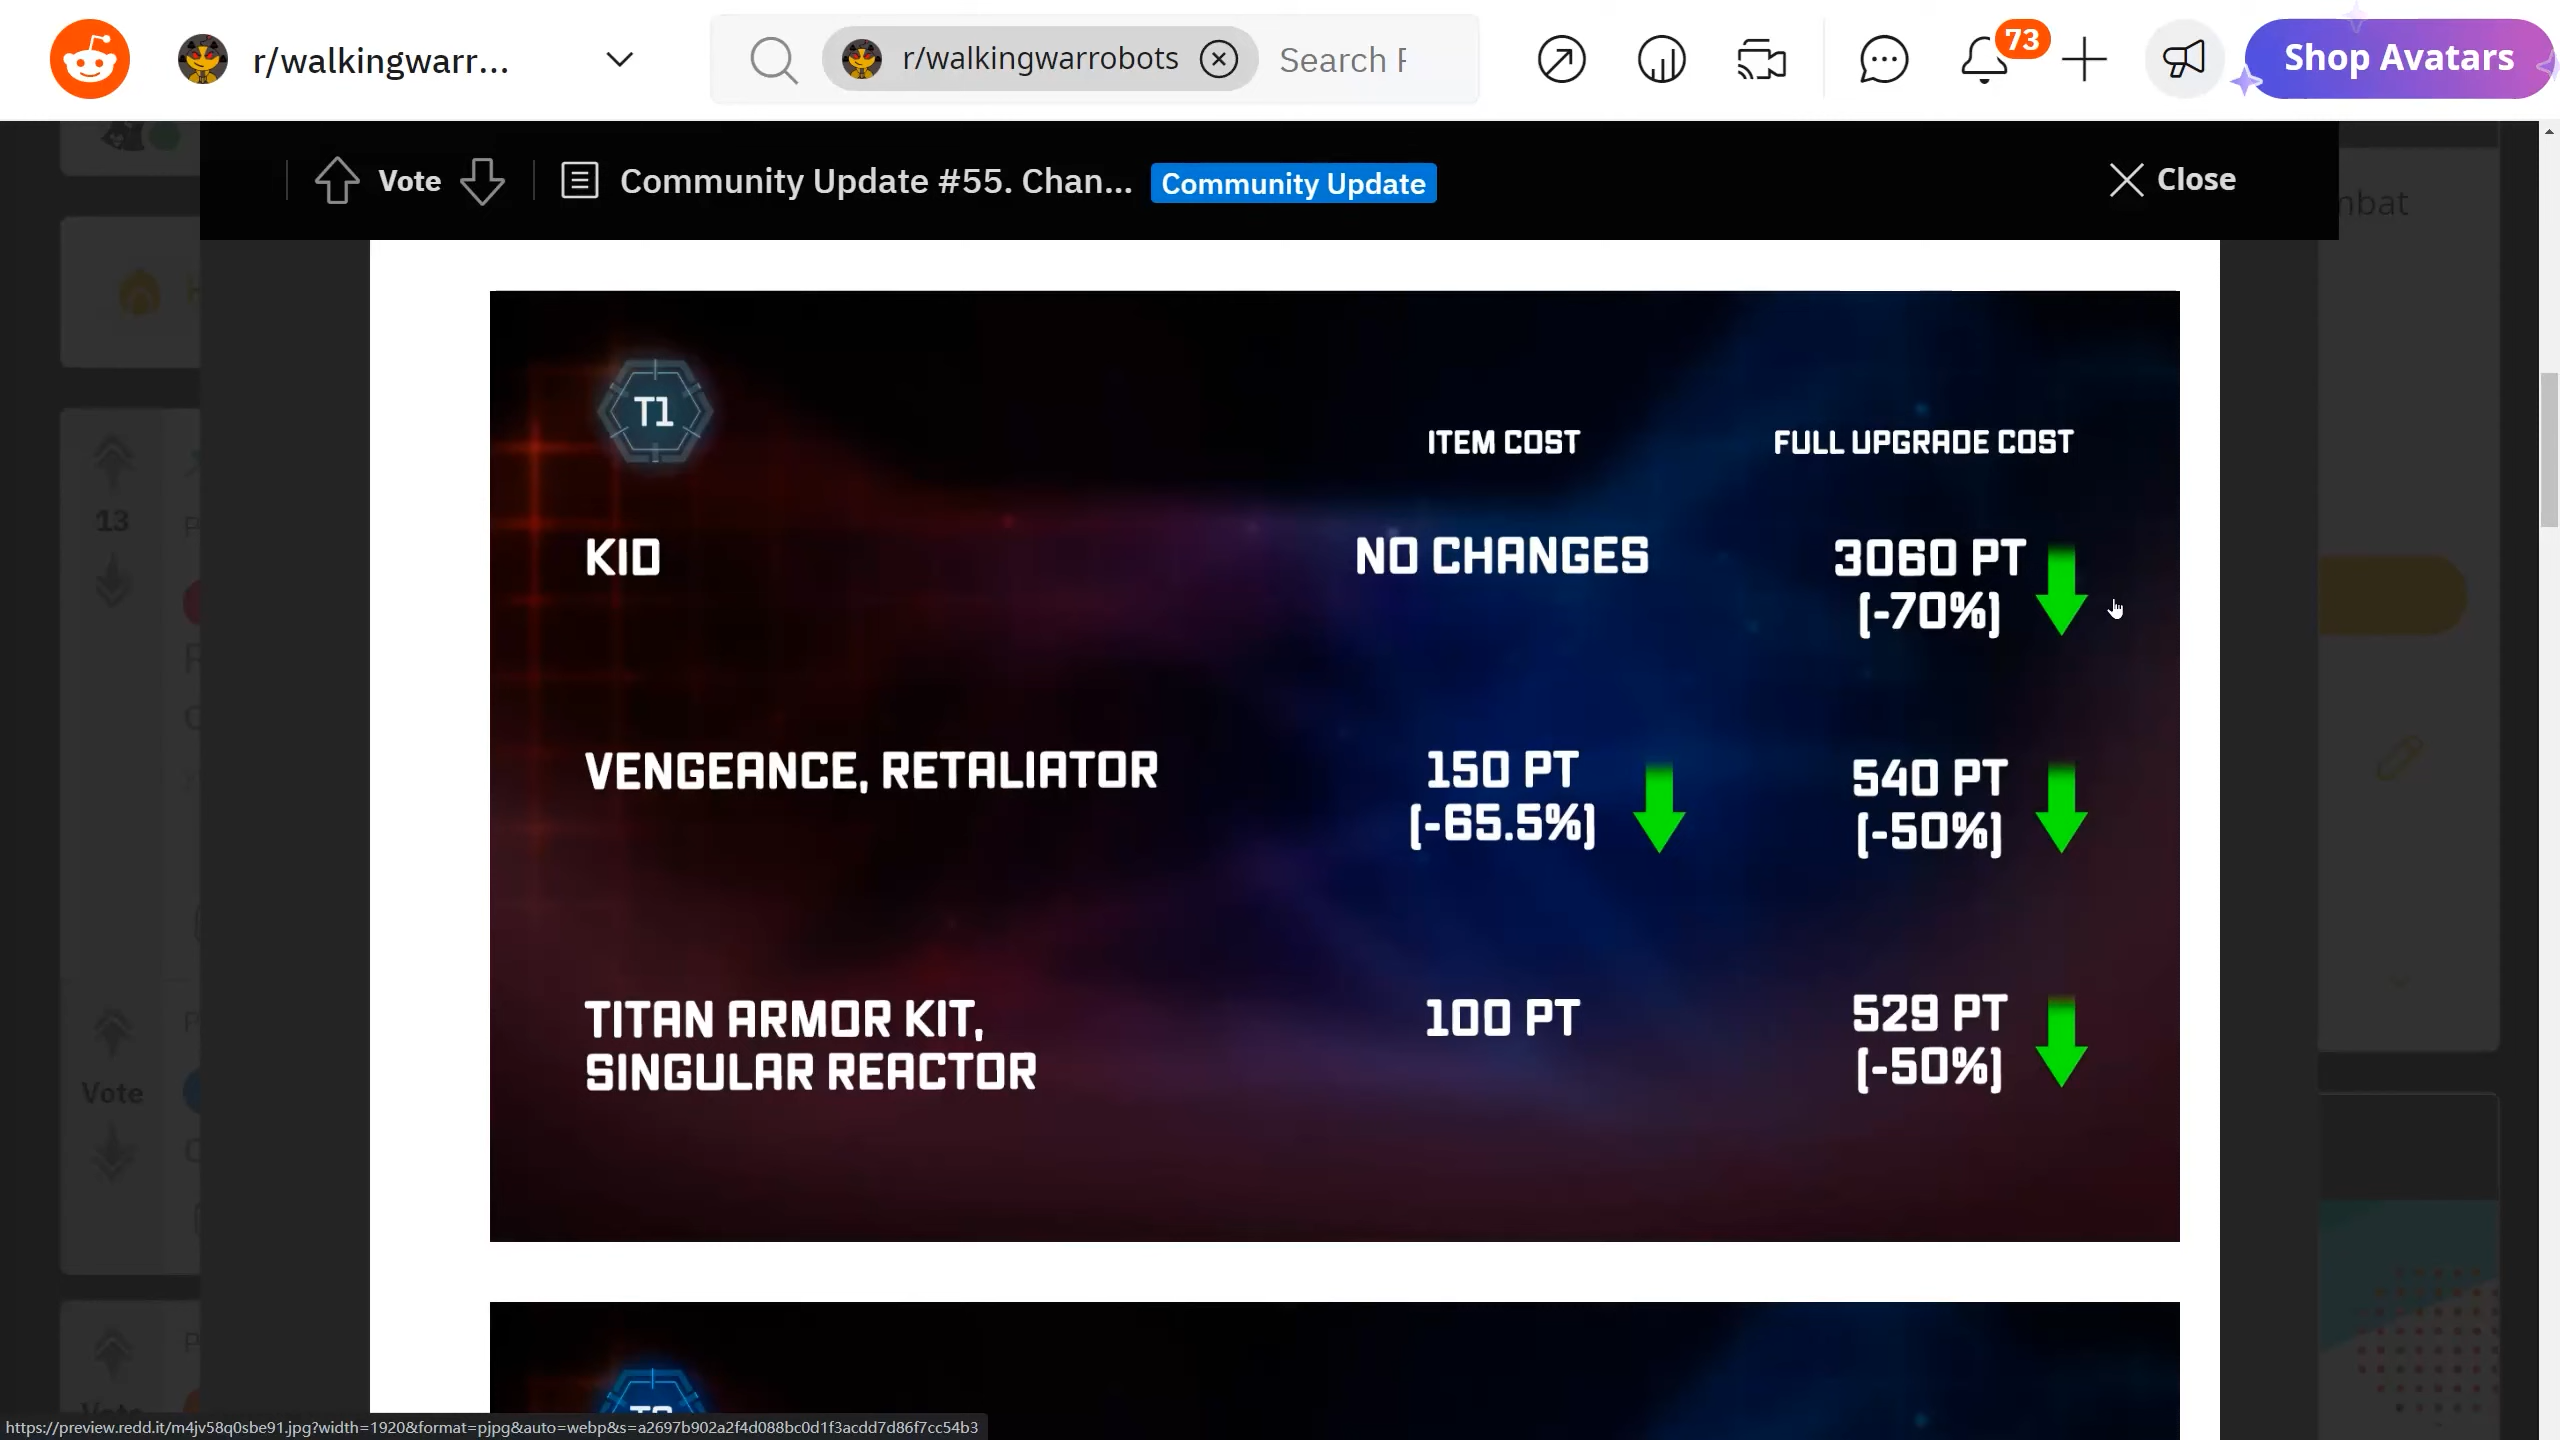 r/walkingwarr...
r/walkingwarrobots
Search F
73
Shop Avatars
Vote
Community Update #55. Chan...
Community Update
Close
nbat
T1
ITEM COST
FULL UPGRADE COST
13
KID
NO CHANGES
3060 PT
[-70%]
VENGEANCE, RETALIATOR
150 PT
[-65.5%]
540 PT
[-50%]
TITAN ARMOR KIT,
SINGULAR REACTOR
100 PT
529 PT
[-50%]
Vote
https://preview.redd.it/m4jv58q0sbe91.jpg?width=1920&format=pjpg&auto=webp&s=a2697b902a2f4d088bc0d1f3acdd7d86f7cc54b3